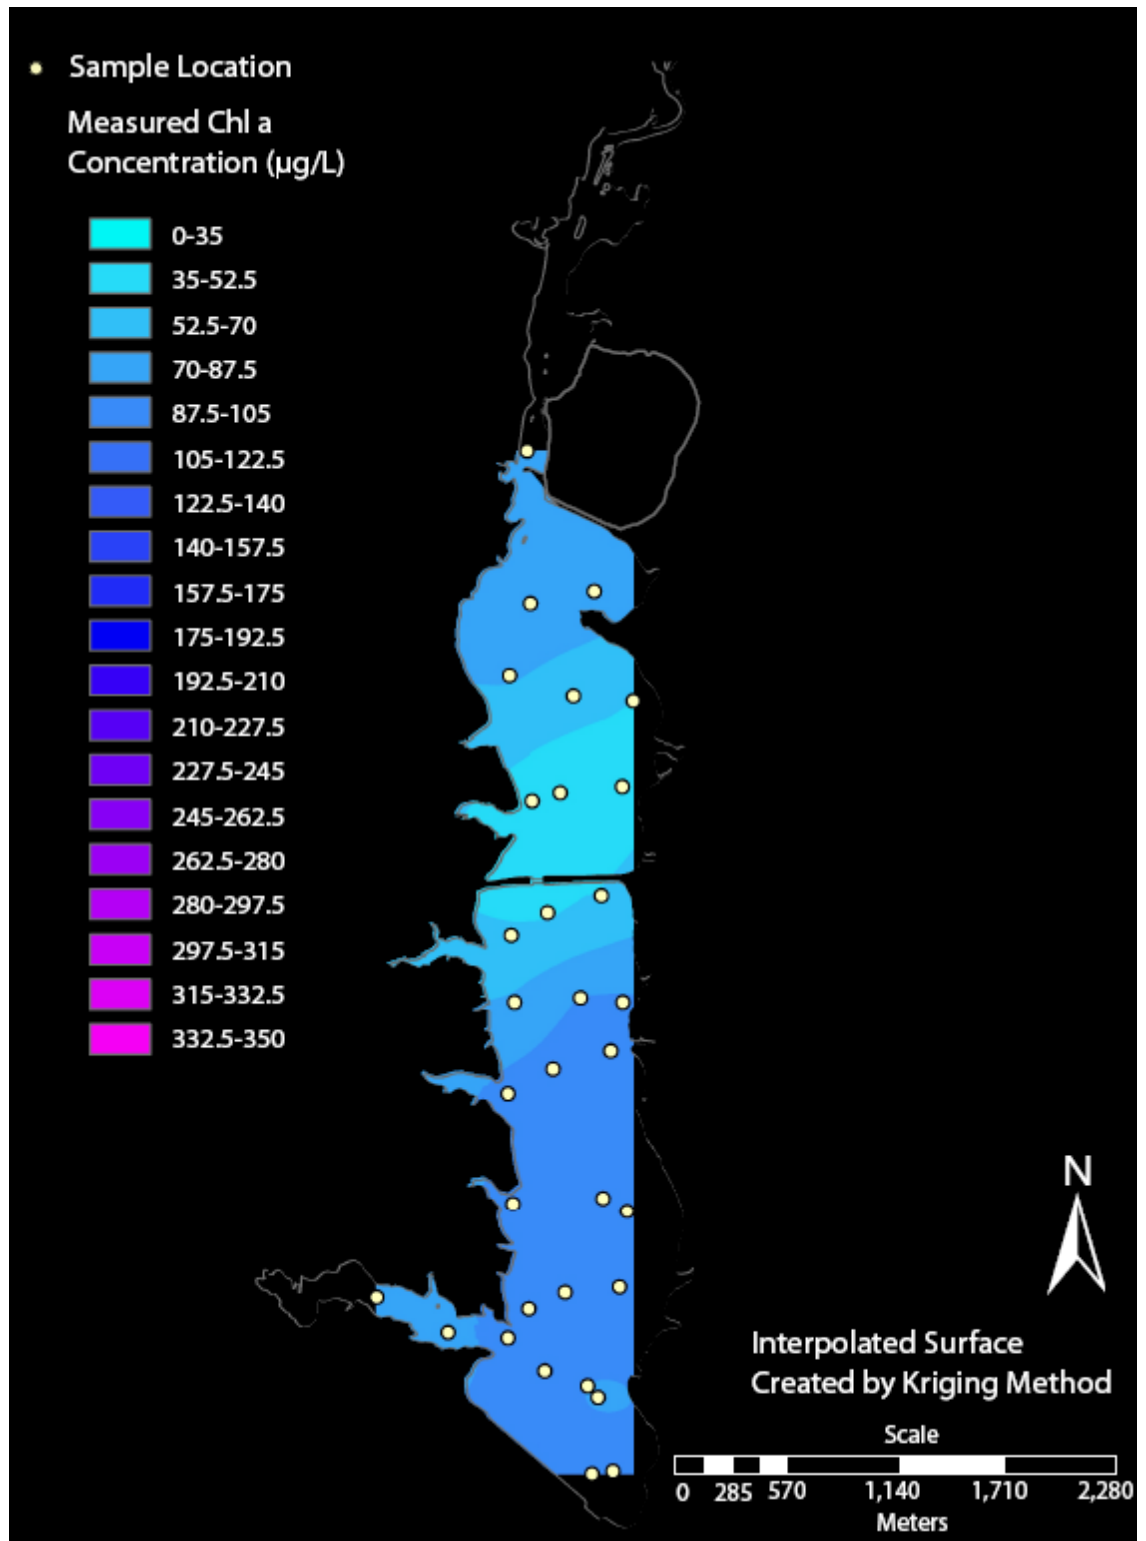 Sample Location
Measured Chl a
Concentration (µg/L)
0-35
35-52.5
52.5-70
70-87.5
87.5-105
105-122.5
122.5-140
140-157.5
157.5-175
175-192.5
192.5-210
210-227.5
227.5-245
245-262.5
262.5-280
280-297.5
297.5-315
315-332.5
332.5-350
N
Interpolated Surface
Created by Kriging Method
Scale
0 285 570 1,140 1,710 2,280
Meters